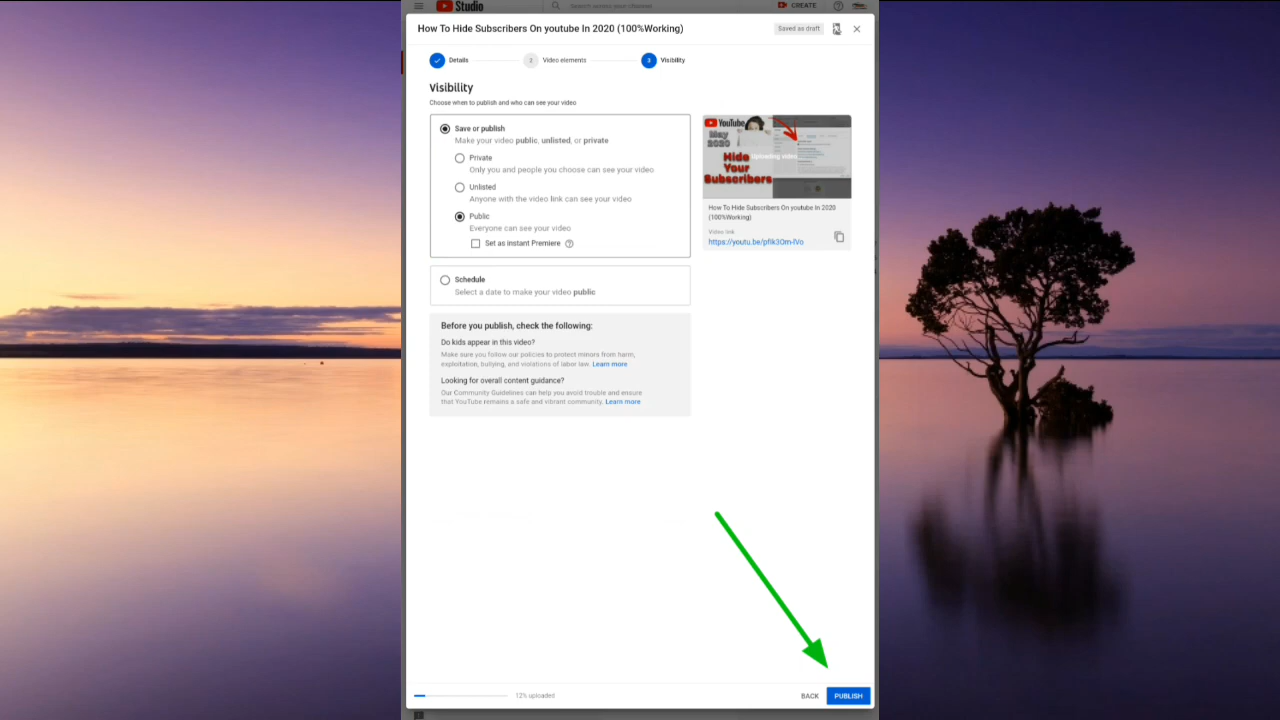 Studio
Search across your channel
CREATE
How To Hide Subscribers On youtube In 2020 (100%Working)
Saved as draft
Details
2
Video elements
3
Visibility
Visibility
Choose when to publish and who can see your video
Save or publish
Make your video public, unlisted, or private
Private
Only you and people you choose can see your video
Unlisted
Anyone with the video link can see your video
Public
Everyone can see your video
Set as instant Premiere
Schedule
Select a date to make your video public
Before you publish, check the following:
Do kids appear in this video?
Make sure you follow our policies to protect minors from harm,
exploitation, bullying, and violations of labor law. Learn more
Looking for overall content guidance?
Our Community Guidelines can help you avoid trouble and ensure
that YouTube remains a safe and vibrant community. Learn more
YouTube
May
2020
Uploading video
Hide
Your
Subscribers
How To Hide Subscribers On youtube In 2020
(100%Working)
Video link
12% uploaded
BACK
PUBLISH